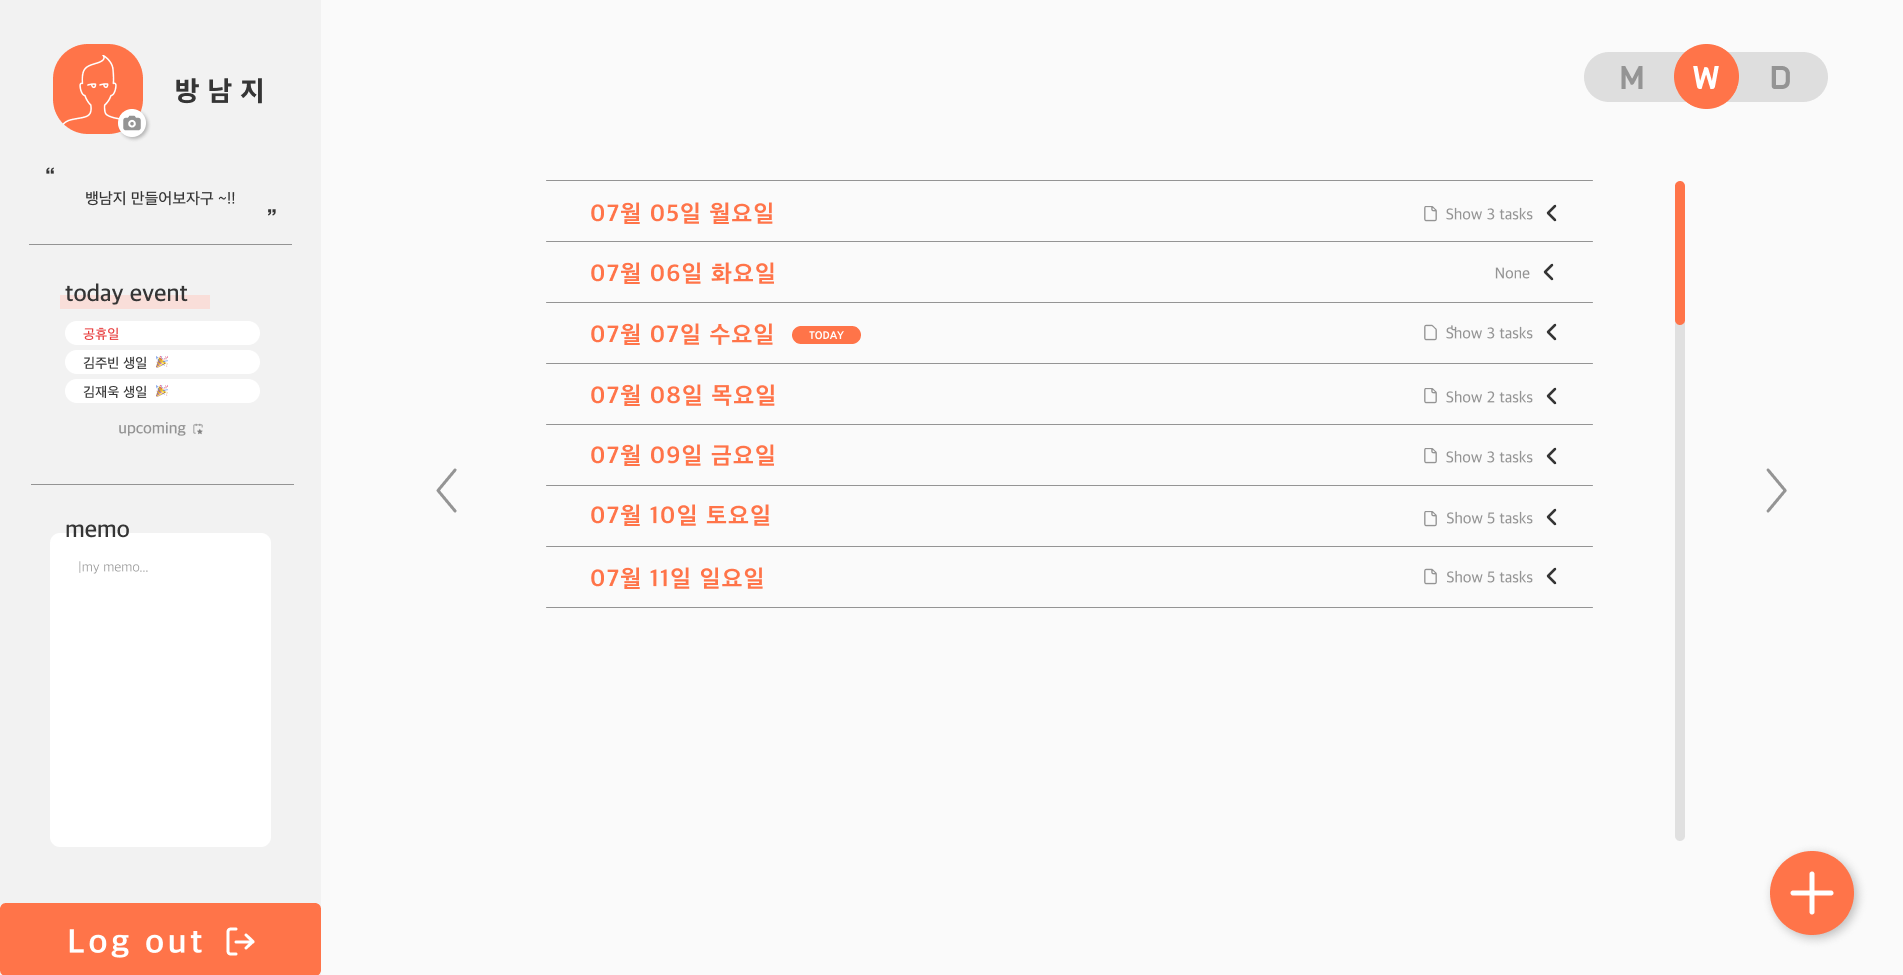 방남지
“
뱅남지 만들어보자구 ~!!
”
today event
공휴일
김주빈 생일 🎉
김재욱 생일 🎉
upcoming
memo
|my memo...
Log out
M W D
07월 05일 월요일 Show 3 tasks
07월 06일 화요일 None
07월 07일 수요일 TODAY Show 3 tasks
07월 08일 목요일 Show 2 tasks
07월 09일 금요일 Show 3 tasks
07월 10일 토요일 Show 5 tasks
07월 11일 일요일 Show 5 tasks